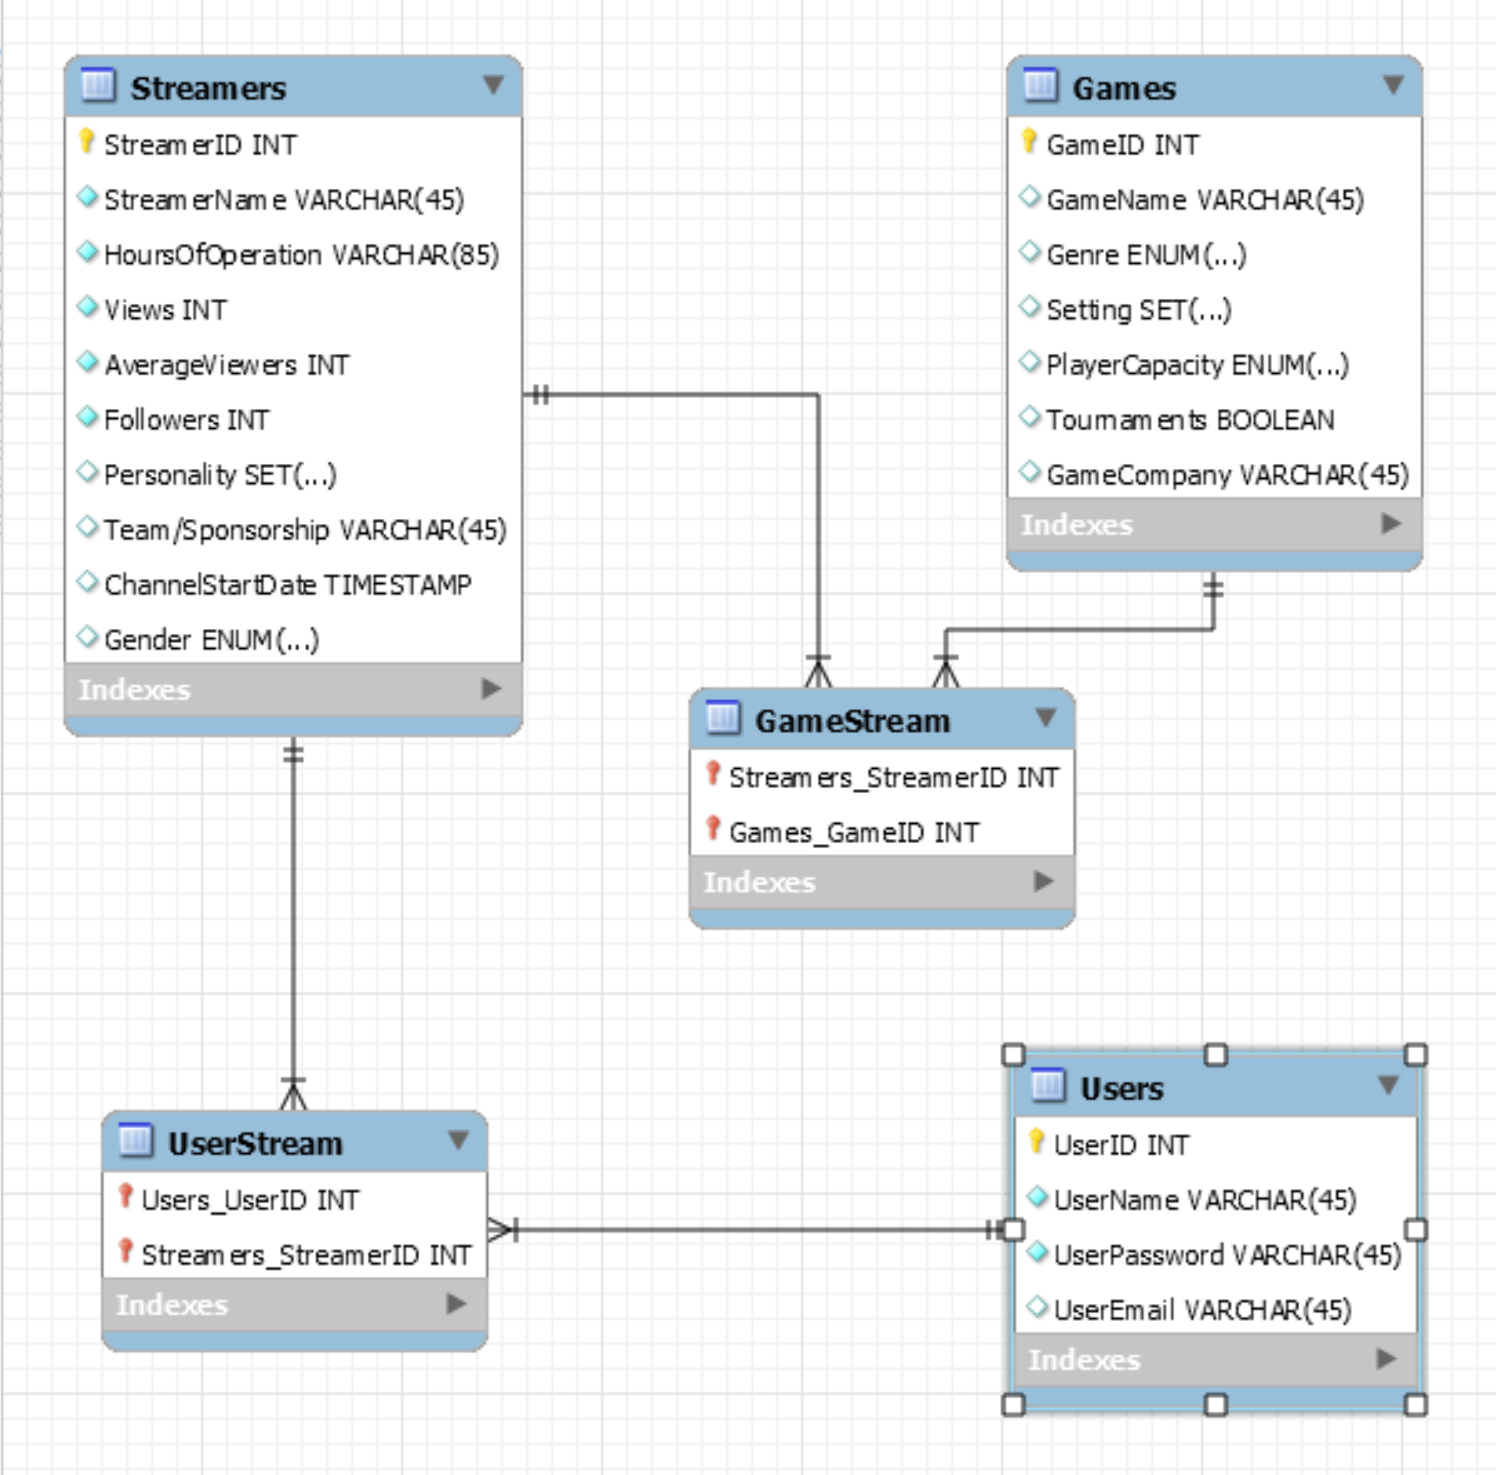 Streamers
StreamerID INT
StreamerName VARCHAR(45)
HoursOfOperation VARCHAR(85)
Views INT
AverageViewers INT
Followers INT
Personality SET(...)
Team/Sponsorship VARCHAR(45)
ChannelStartDate TIMESTAMP
Gender ENUM(...)
Indexes
Games
GameID INT
GameName VARCHAR(45)
Genre ENUM(...)
Setting SET(...)
PlayerCapacity ENUM(...)
Tournaments BOOLEAN
GameCompany VARCHAR(45)
Indexes
GameStream
Streamers_StreamerID INT
Games_GameID INT
Indexes
UserStream
Users_UserID INT
Streamers_StreamerID INT
Indexes
Users
UserID INT
UserName VARCHAR(45)
UserPassword VARCHAR(45)
UserEmail VARCHAR(45)
Indexes